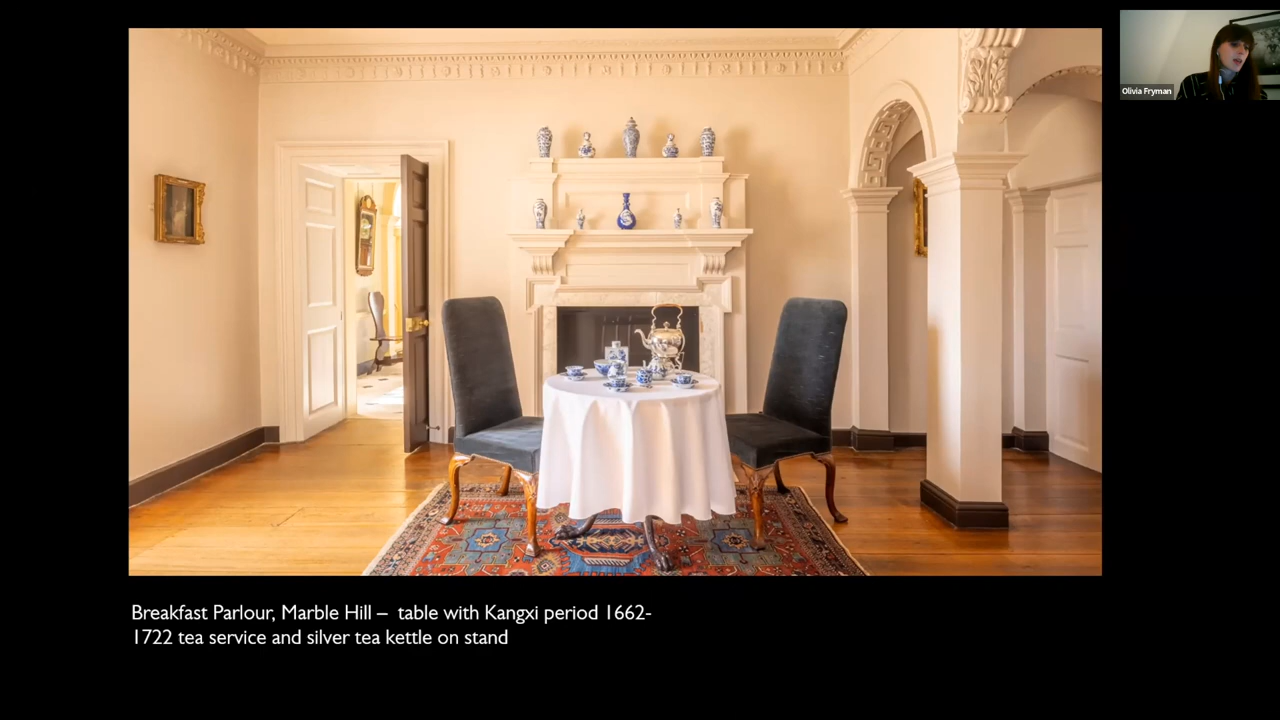 Olivia Fryman
Breakfast Parlour, Marble Hill –  table with Kangxi period 1662-
1722 tea service and silver tea kettle on stand